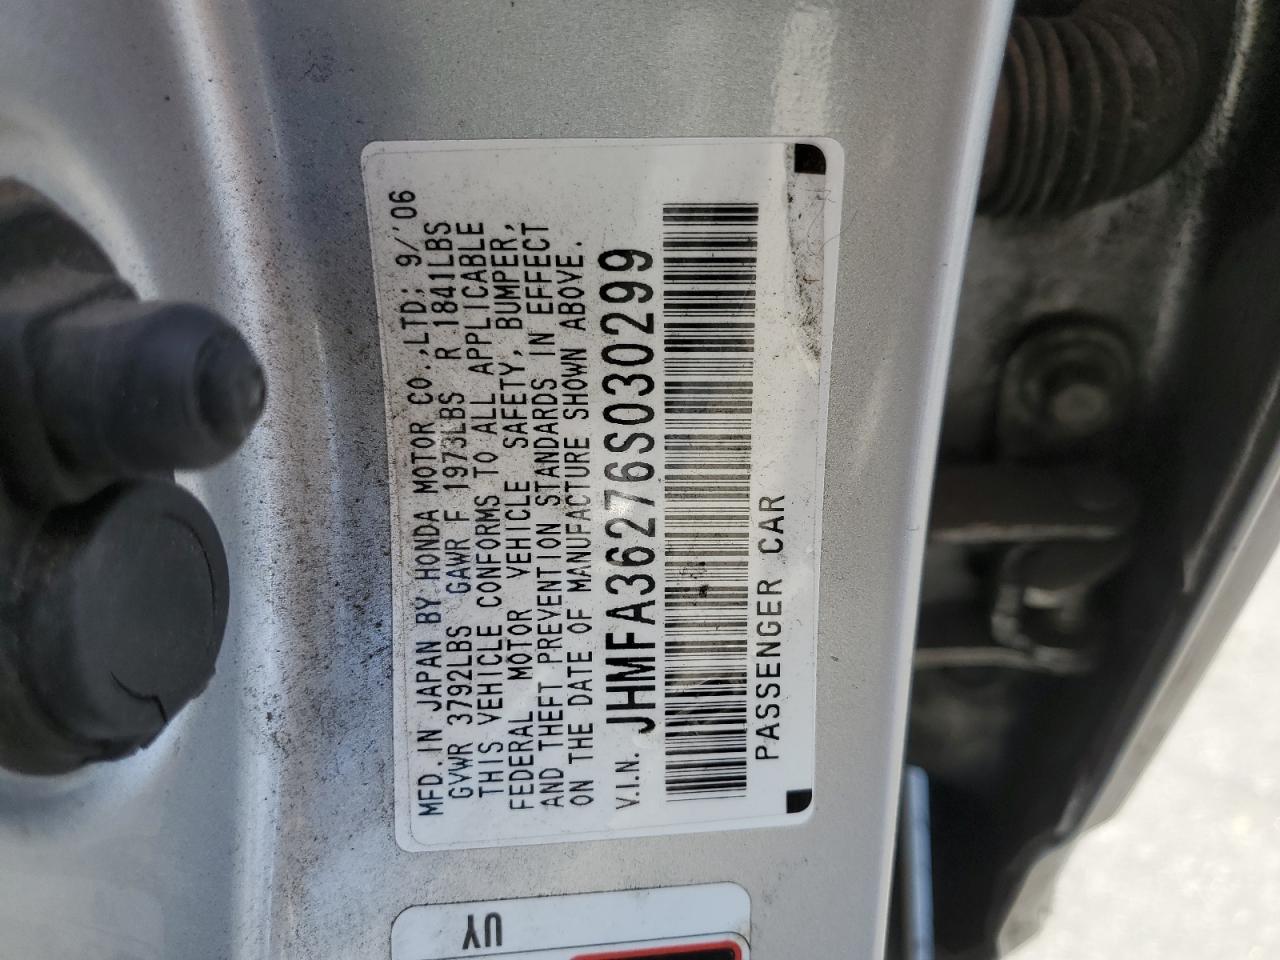 MFD. IN JAPAN BY HONDA MOTOR CO., LTD; 9/'06
GVWR 3792LBS GAWR F 1973LBS R 1841LBS
THIS VEHICLE CONFORMS TO ALL APPLICABLE
FEDERAL MOTOR VEHICLE SAFETY, BUMPER,
AND THEFT PREVENTION STANDARDS IN EFFECT
ON THE DATE OF MANUFACTURE SHOWN ABOVE.
V.I.N. JHMFA36276S030299
PASSENGER CAR
UY